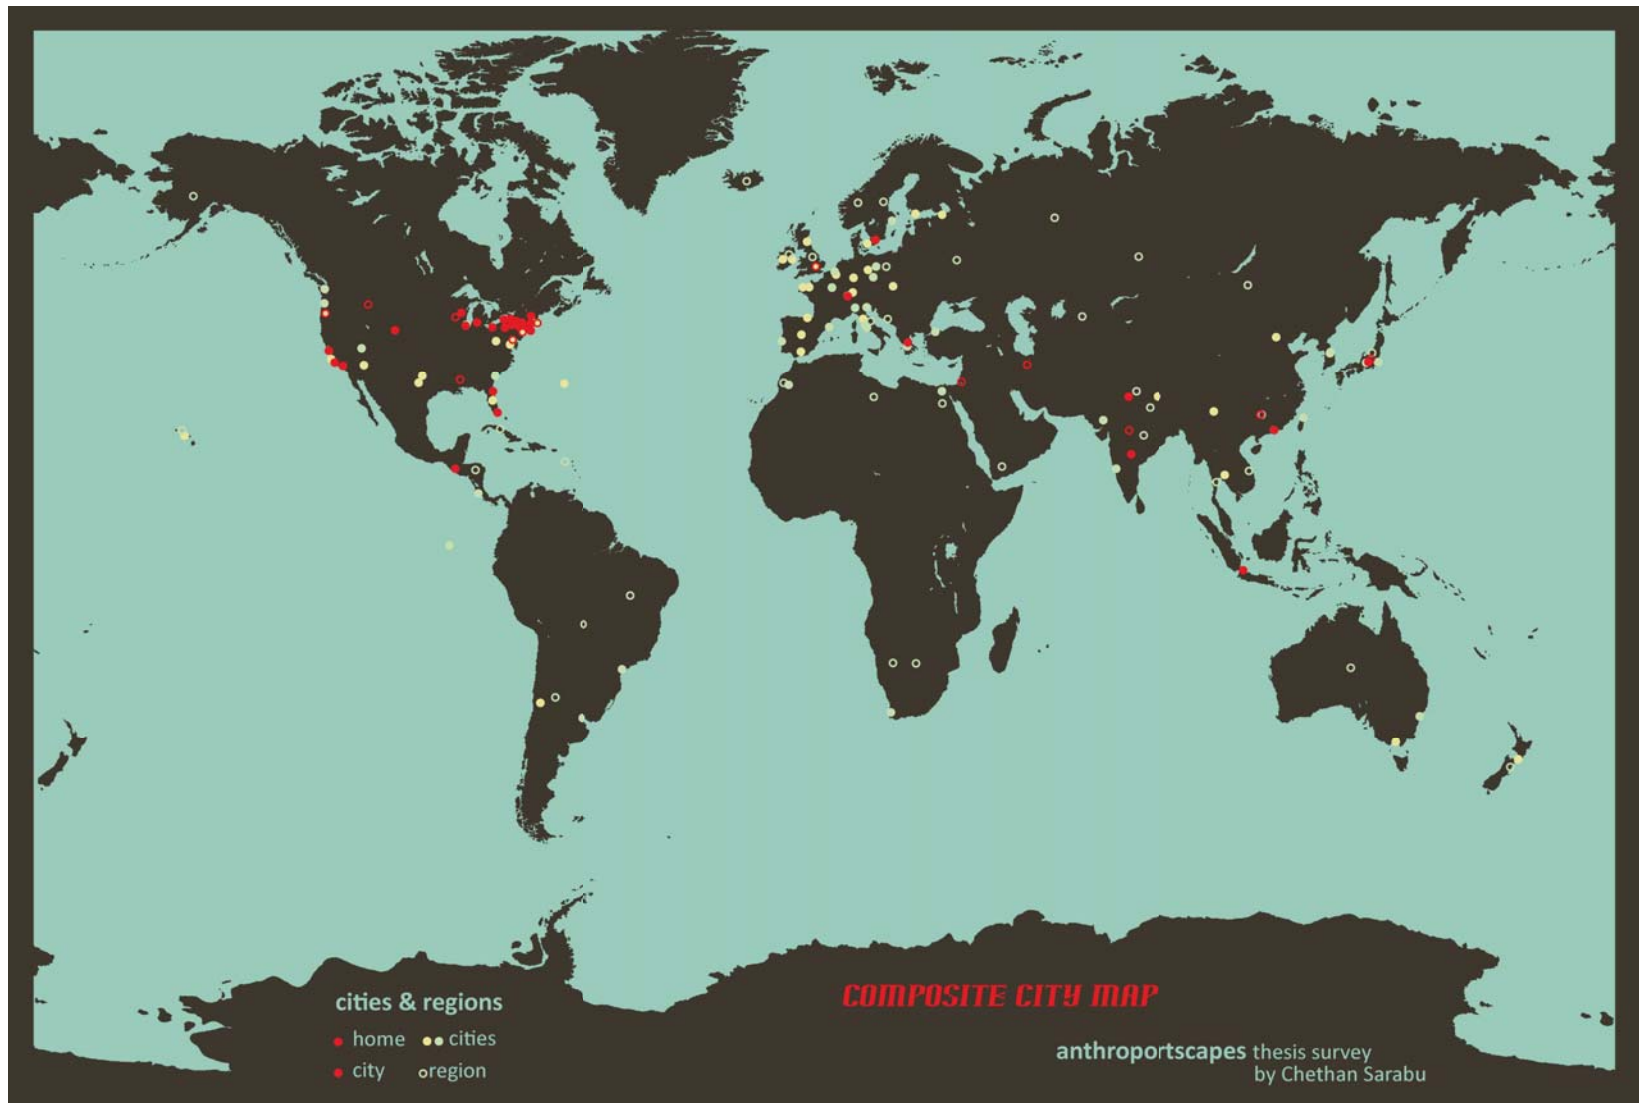 cities & regions
home cities
city region
COMPOSITE CITY MAP
anthroportscapes thesis survey
by Chethan Sarabu